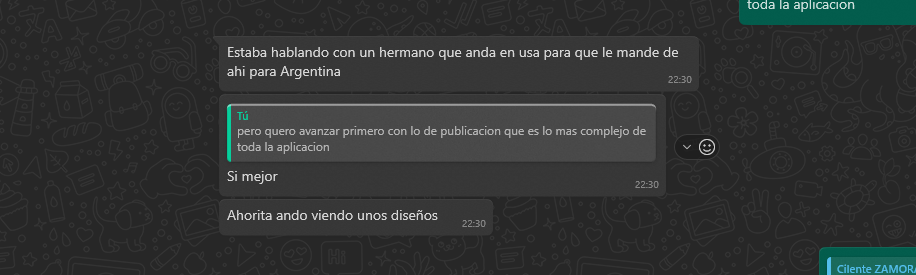 toda la aplicacion
Estaba hablando con un hermano que anda en usa para que le mande de
ahi para Argentina
22:30
Tú
pero quero avanzar primero con lo de publicacion que es lo mas complejo de
toda la aplicacion
Si mejor
22:30
Ahorita ando viendo unos diseños
22:30